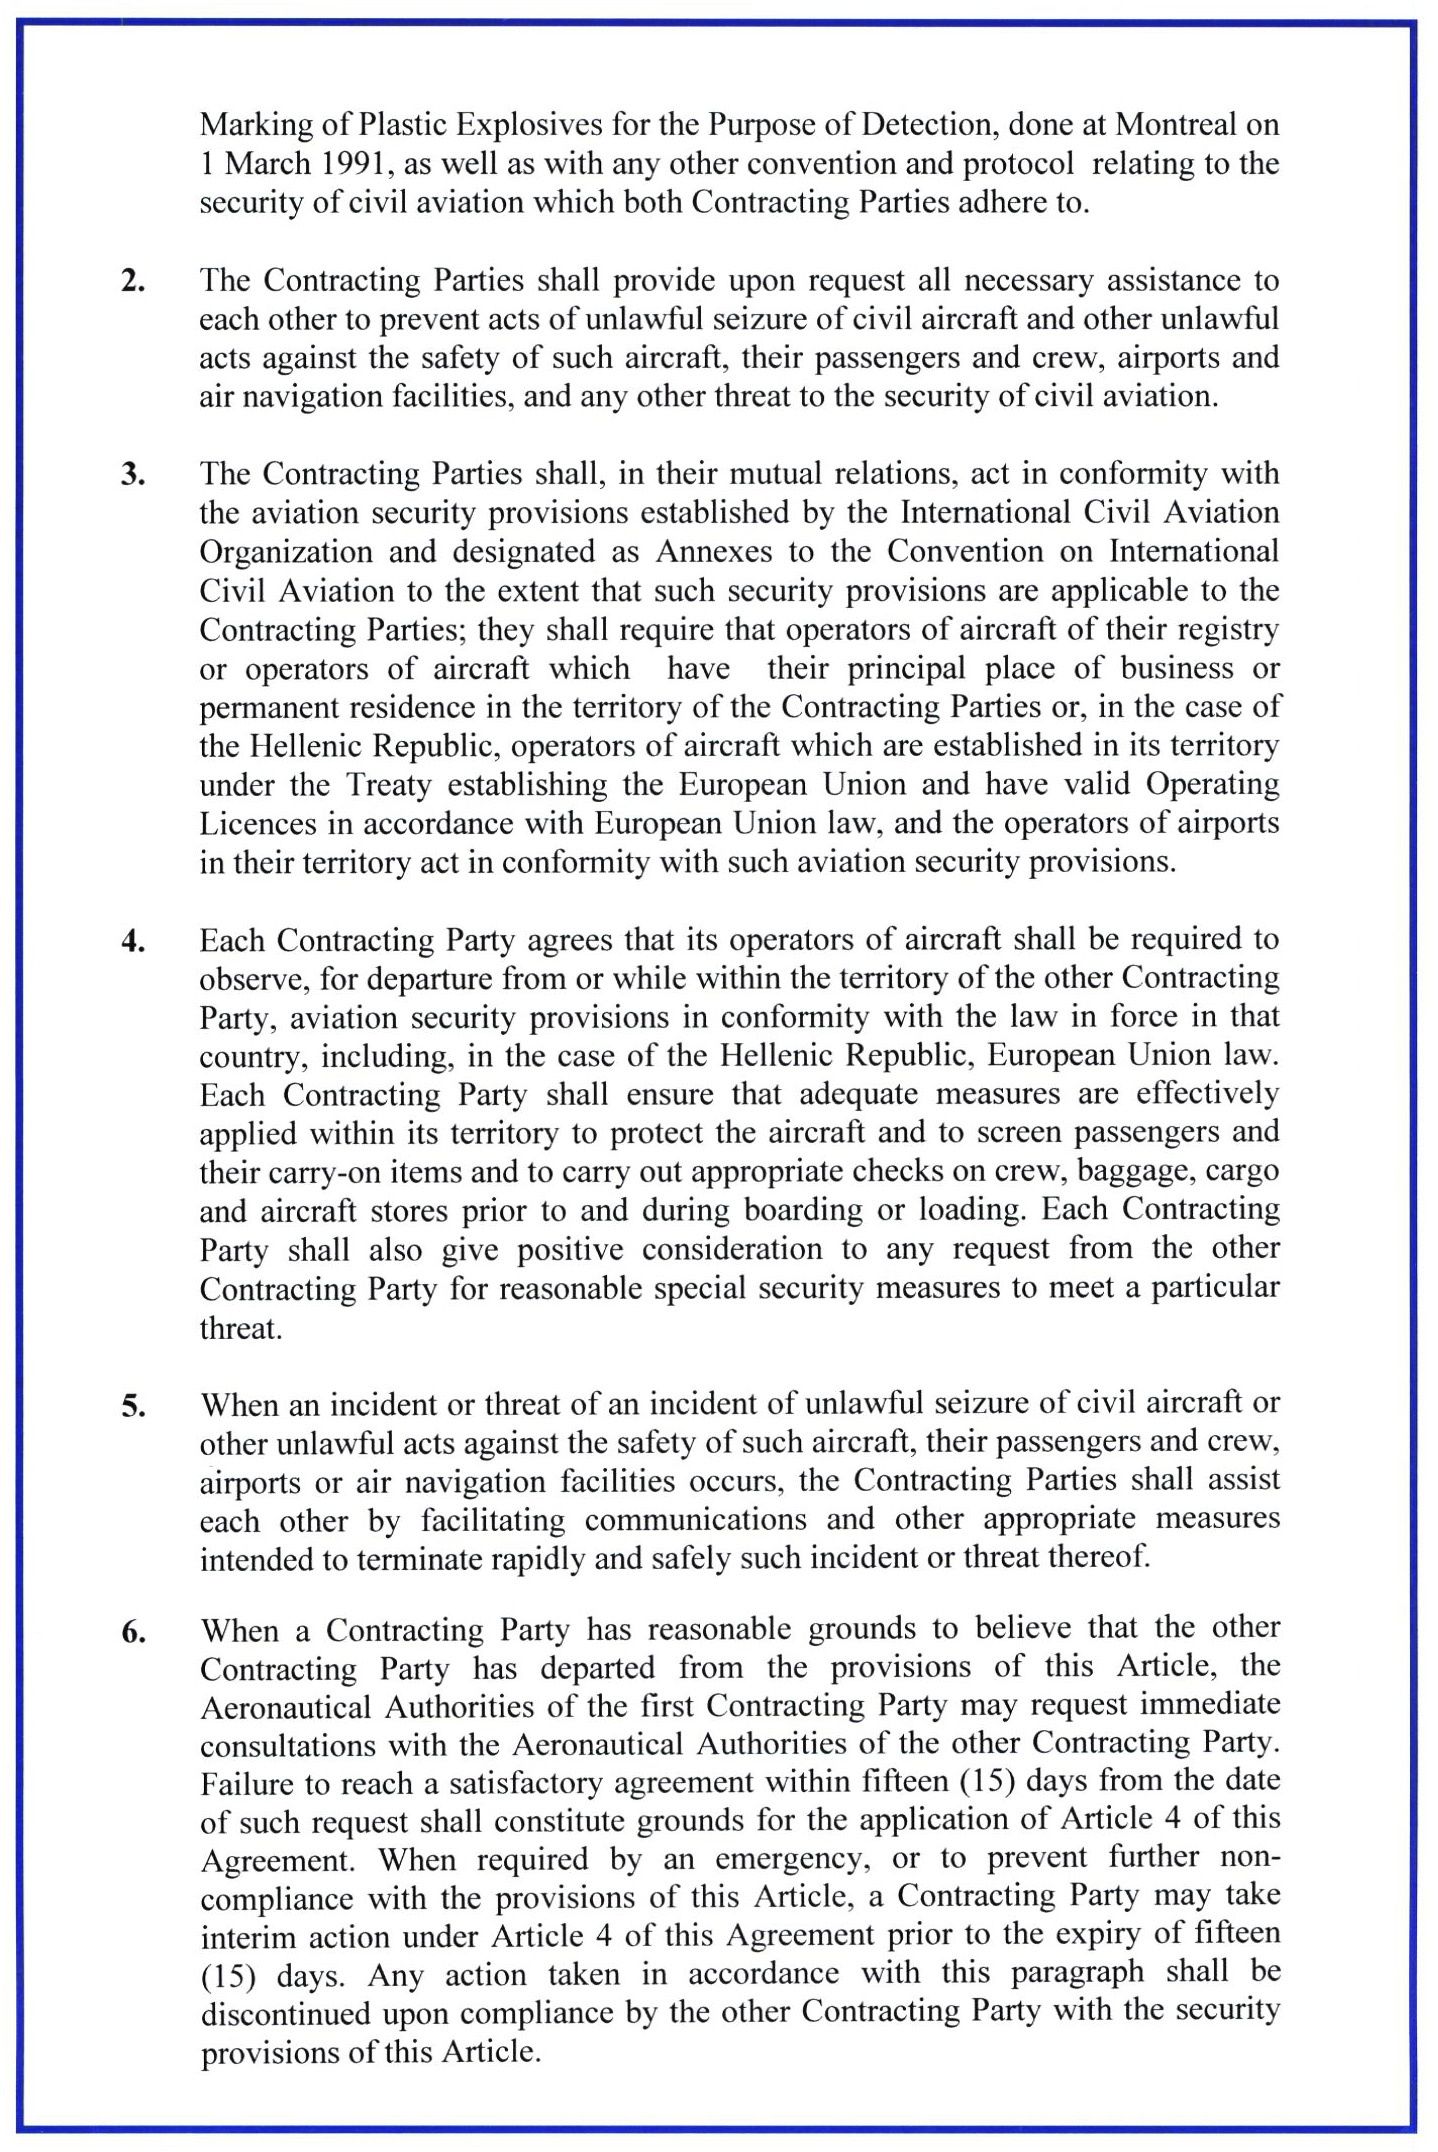 Marking of Plastic Explosives for the Purpose of Detection, done at Montreal on
1 March 1991, as well as with any other convention and protocol relating to the
security of civil aviation which both Contracting Parties adhere to.
2. The Contracting Parties shall provide upon request all necessary assistance to
each other to prevent acts of unlawful seizure of civil aircraft and other unlawful
acts against the safety of such aircraft, their passengers and crew, airports and
air navigation facilities, and any other threat to the security of civil aviation.
3. The Contracting Parties shall, in their mutual relations, act in conformity with
the aviation security provisions established by the International Civil Aviation
Organization and designated as Annexes to the Convention on International
Civil Aviation to the extent that such security provisions are applicable to the
Contracting Parties; they shall require that operators of aircraft of their registry
or operators of aircraft which have their principal place of business or
permanent residence in the territory of the Contracting Parties or, in the case of
the Hellenic Republic, operators of aircraft which are established in its territory
under the Treaty establishing the European Union and have valid Operating
Licences in accordance with European Union law, and the operators of airports
in their territory act in conformity with such aviation security provisions.
4. Each Contracting Party agrees that its operators of aircraft shall be required to
observe, for departure from or while within the territory of the other Contracting
Party, aviation security provisions in conformity with the law in force in that
country, including, in the case of the Hellenic Republic, European Union law.
Each Contracting Party shall ensure that adequate measures are effectively
applied within its territory to protect the aircraft and to screen passengers and
their carry-on items and to carry out appropriate checks on crew, baggage, cargo
and aircraft stores prior to and during boarding or loading. Each Contracting
Party shall also give positive consideration to any request from the other
Contracting Party for reasonable special security measures to meet a particular
threat.
5. When an incident or threat of an incident of unlawful seizure of civil aircraft or
other unlawful acts against the safety of such aircraft, their passengers and crew,
airports or air navigation facilities occurs, the Contracting Parties shall assist
each other by facilitating communications and other appropriate measures
intended to terminate rapidly and safely such incident or threat thereof.
6. When a Contracting Party has reasonable grounds to believe that the other
Contracting Party has departed from the provisions of this Article, the
Aeronautical Authorities of the first Contracting Party may request immediate
consultations with the Aeronautical Authorities of the other Contracting Party.
Failure to reach a satisfactory agreement within fifteen (15) days from the date
of such request shall constitute grounds for the application of Article 4 of this
Agreement. When required by an emergency, or to prevent further non-
compliance with the provisions of this Article, a Contracting Party may take
interim action under Article 4 of this Agreement prior to the expiry of fifteen
(15) days. Any action taken in accordance with this paragraph shall be
discontinued upon compliance by the other Contracting Party with the security
provisions of this Article.